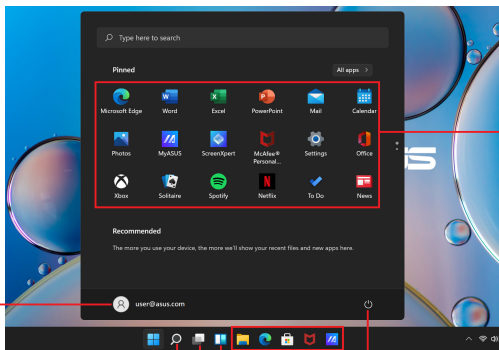 Type here to search
Pinned
All apps >
Microsoft Edge
Word
Excel
PowerPoint
Mail
Calendar
Photos
MyASUS
ScreenXpert
McAfee®
Personal...
Settings
Office
Xbox
Solitaire
Spotify
Netflix
To Do
News
Recommended
The more you use your device, the more we'll show your recent files and new apps here.
user@asus.com